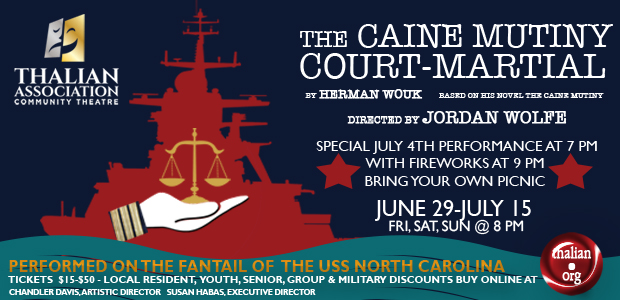 THALIAN
ASSOCIATION
COMMUNITY THEATRE
THE CAINE MUTINY
COURT-MARTIAL
BY HERMAN WOUK BASED ON HIS NOVEL THE CAINE MUTINY
DIRECTED BY JORDAN WOLFE
SPECIAL JULY 4TH PERFORMANCE AT 7 PM
WITH FIREWORKS AT 9 PM
BRING YOUR OWN PICNIC
JUNE 29-JULY 15
FRI, SAT, SUN @ 8 PM
PERFORMED ON THE FANTAIL OF THE USS NORTH CAROLINA
TICKETS $15-$50 - LOCAL RESIDENT, YOUTH, SENIOR, GROUP & MILITARY DISCOUNTS BUY ONLINE AT
CHANDLER DAVIS, ARTISTIC DIRECTOR SUSAN HABAS, EXECUTIVE DIRECTOR
thalian
org